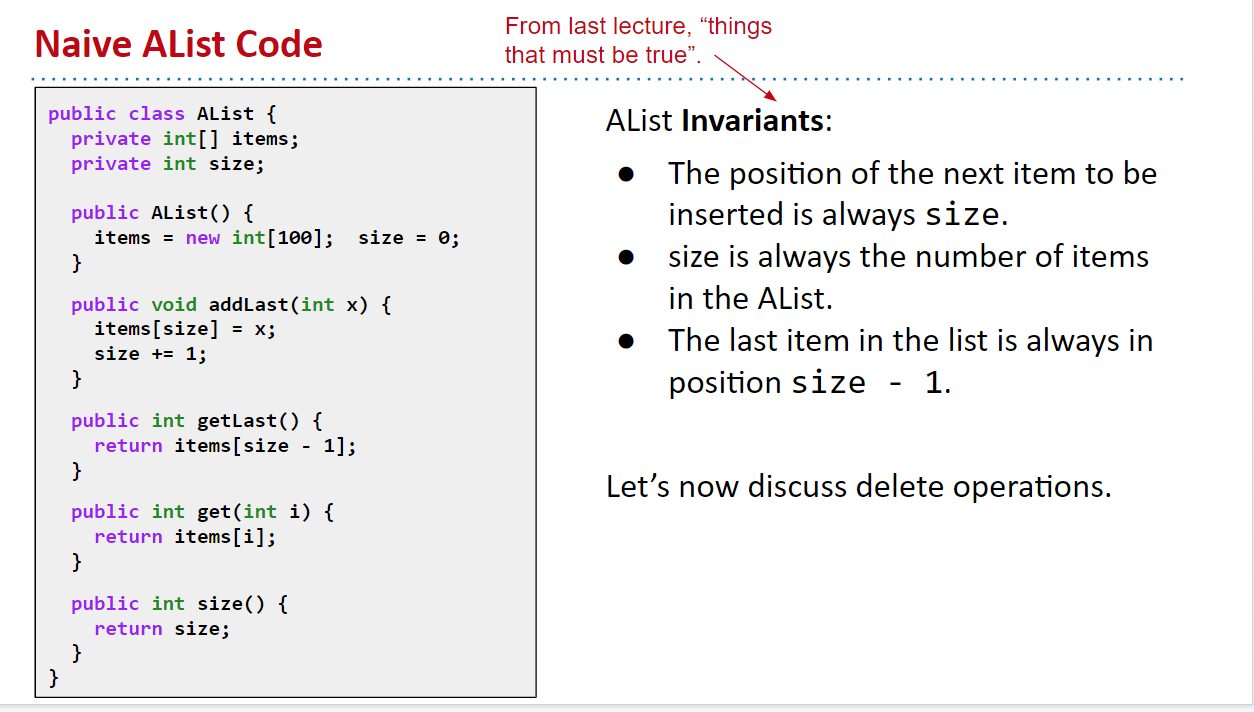 Naive AList Code
From last lecture, “things
that must be true”.
public class AList {
private int[] items;
private int size;
public AList() {
items = new int[100];  size = 0;
}
public void addLast(int x) {
items[size] = x;
size += 1;
}
public int getLast() {
return items[size - 1];
}
public int get(int i) {
return items[i];
}
public int size() {
return size;
}
}
AList Invariants:
● The position of the next item to be
inserted is always size.
● size is always the number of items
in the AList.
● The last item in the list is always in
position size - 1.
Let’s now discuss delete operations.